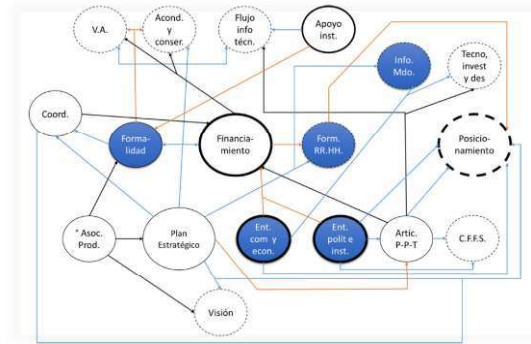 V.A.
Acond.
y
conser.
Flujo
info
técn.
Apoyo
inst.
Info.
Mdo.
Tecno,
invest
y des
Coord.
Forma-
lidad
Financia-
miento
Form.
RR.HH.
Posicio-
namiento
* Asoc.
Prod.
Plan
Estratégico
Ent.
com y
econ.
Ent.
polít e
inst.
Artic.
P-P-T
C.F.F.S.
Visión